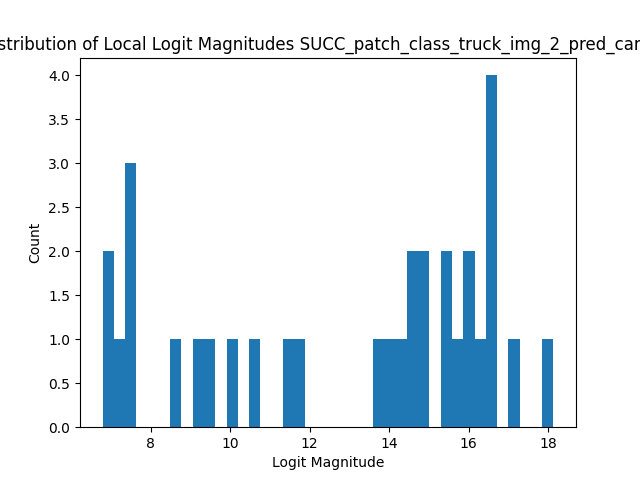 stribution of Local Logit Magnitudes SUCC_patch_class_truck_img_2_pred_car
4.0
3.5
3.0
2.5
2.0
1.5
1.0
0.5
0.0
Count
8 10 12 14 16 18
Logit Magnitude